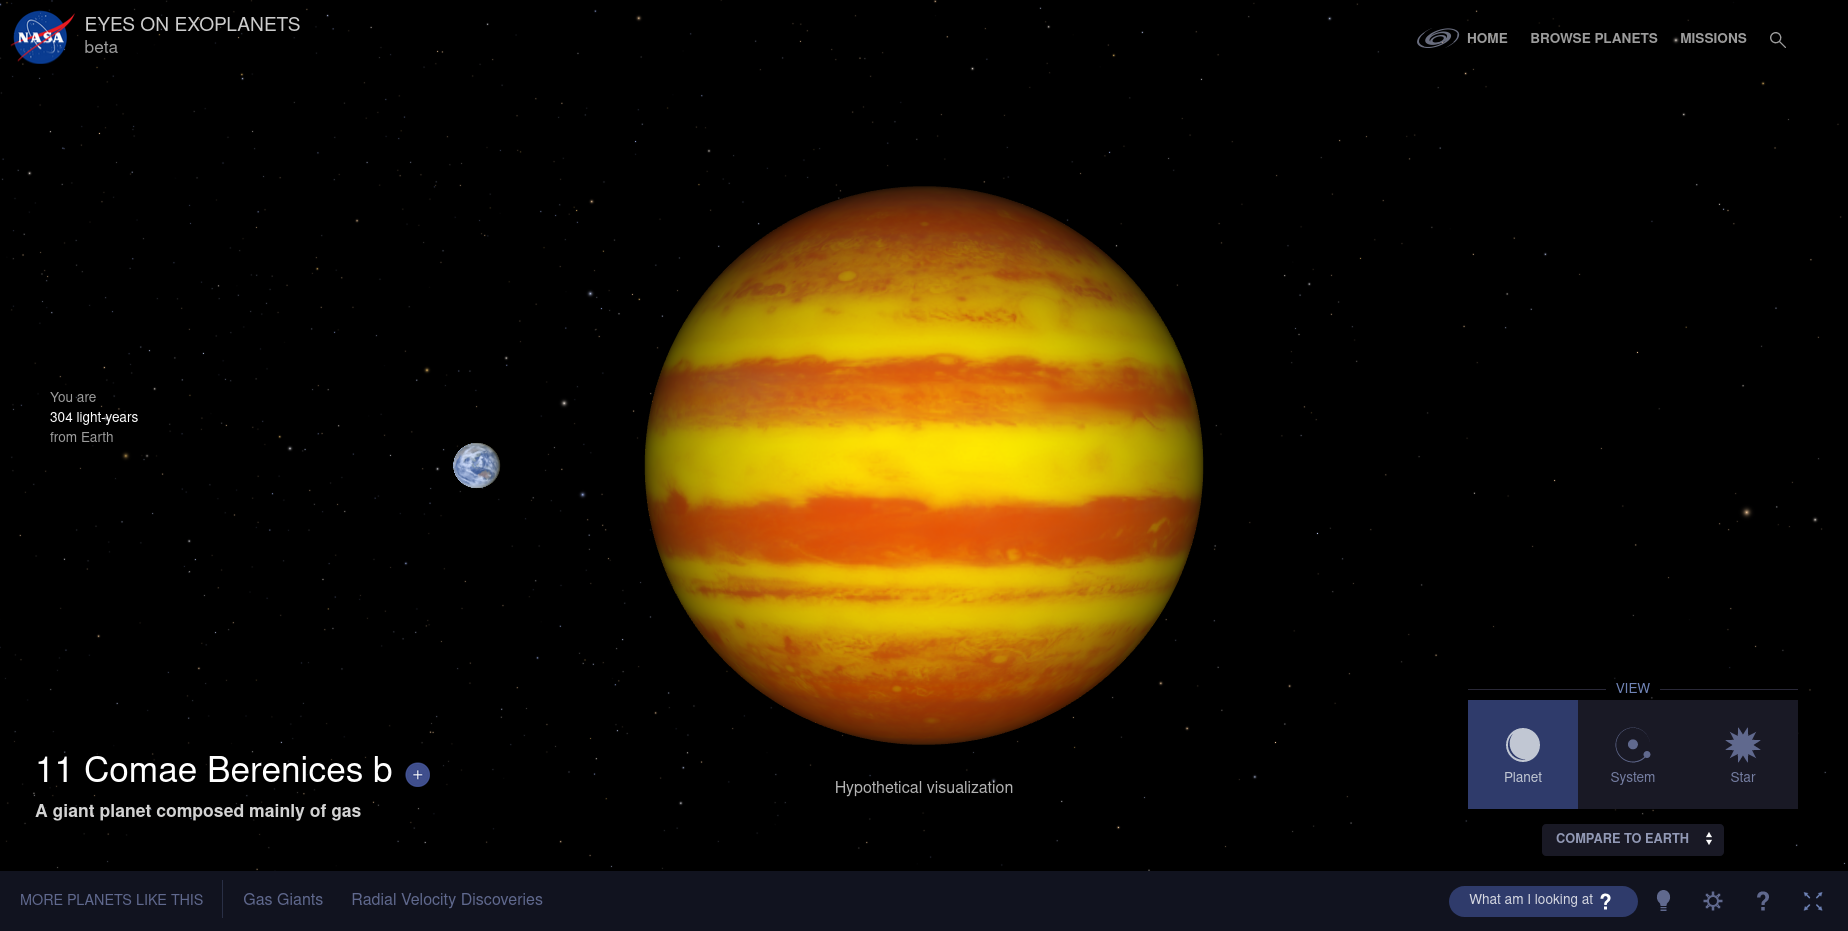 NASA
EYES ON EXOPLANETS
beta
HOME
BROWSE PLANETS
MISSIONS
You are
304 light-years
from Earth
11 Comae Berenices b +
A giant planet composed mainly of gas
Hypothetical visualization
VIEW
Planet
System
Star
COMPARE TO EARTH
MORE PLANETS LIKE THIS
Gas Giants
Radial Velocity Discoveries
What am I looking at ?
?